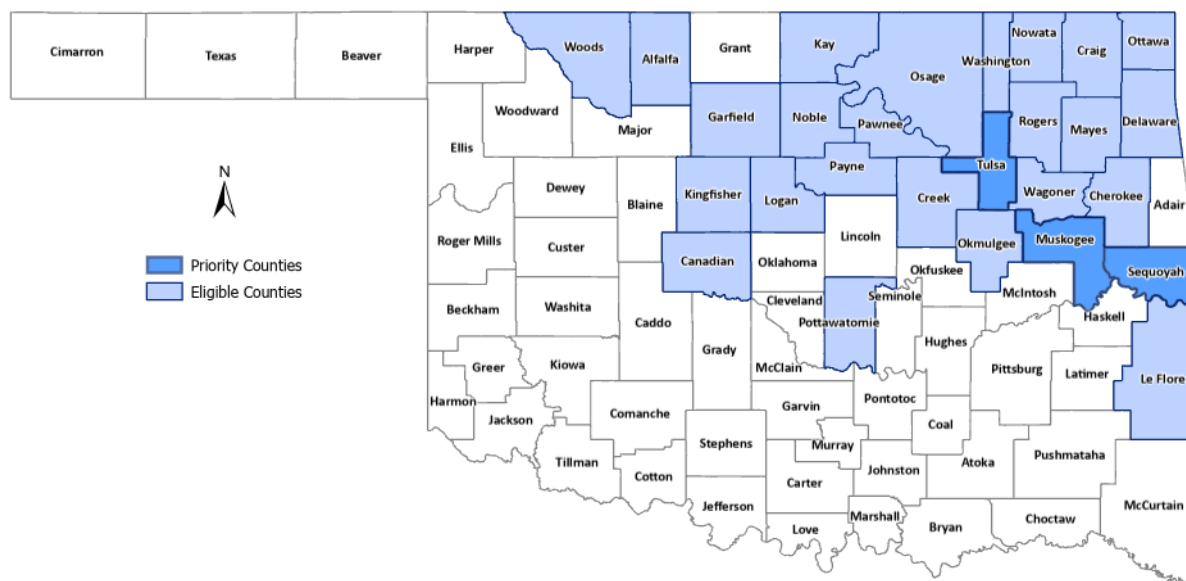 Cimarron
Texas
Beaver
Harper
Woods
Alfalfa
Grant
Kay
Osage
Washington
Nowata
Craig
Ottawa
Woodward
Major
Garfield
Noble
Pawnee
Rogers
Mayes
Delaware
Ellis
Dewey
Blaine
Kingfisher
Logan
Payne
Creek
Tulsa
Wagoner
Cherokee
Adair
N
Roger Mills
Custer
Canadian
Oklahoma
Lincoln
Okfuskee
Okmulgee
Muskogee
Sequoyah
Priority Counties
Eligible Counties
Beckham
Washita
Caddo
Grady
Cleveland
Pottawatomie
Seminole
Hughes
McIntosh
Haskell
Greer
Kiowa
McClain
Pittsburg
Latimer
Le Flore
Harmon
Jackson
Comanche
Garvin
Pontotoc
Coal
Stephens
Murray
Tillman
Cotton
Carter
Johnston
Atoka
Pushmataha
McCurtain
Jefferson
Love
Marshall
Bryan
Choctaw